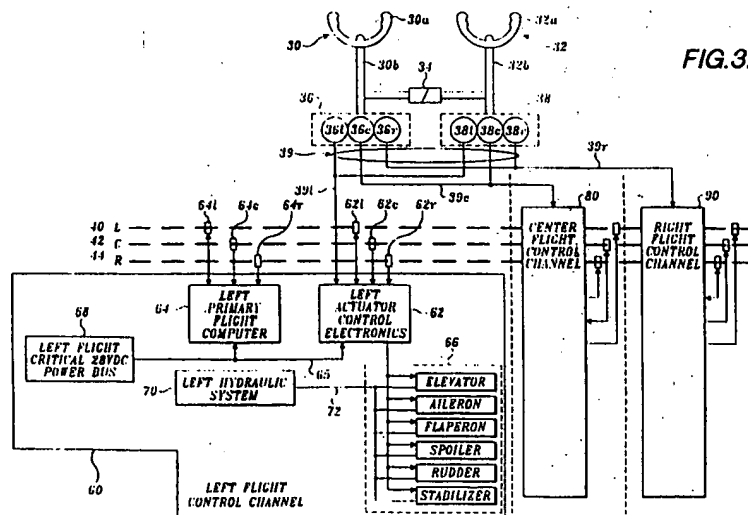 30a
32a
30
32
30b
32b
FIG.3.
34
36
38
36l 36c 36r
38l 38c 38r
39
39r
39l
39c
80
90
64l
64c
64r
62l
62c
62r
40 L
42 C
44 R
CENTER
FLIGHT
CONTROL
CHANNEL
RIGHT
FLIGHT
CONTROL
CHANNEL
64
LEFT
PRIMARY
FLIGHT
COMPUTER
LEFT
ACTUATOR
CONTROL
ELECTRONICS
62
68
LEFT FLIGHT
CRITICAL 28VDC
POWER BUS
65
66
70
LEFT HYDRAULIC
SYSTEM
72
ELEVATOR
AILERON
FLAPERON
SPOILER
RUDDER
STABILIZER
60
LEFT FLIGHT
CONTROL CHANNEL